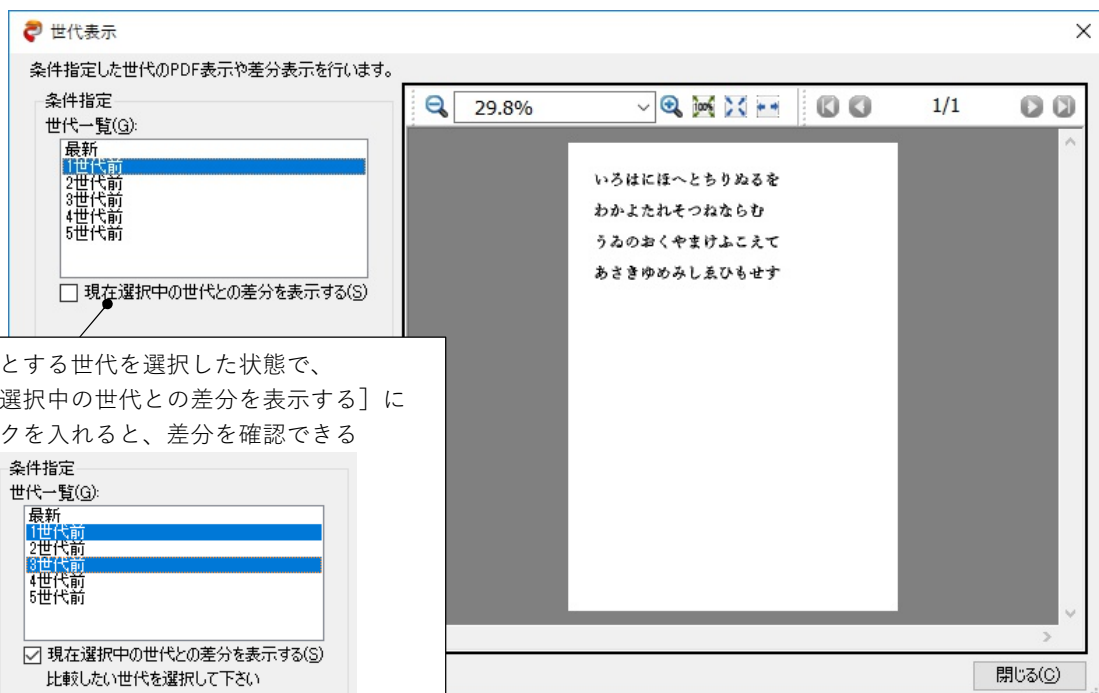 世代表示
条件指定した世代のPDF表示や差分表示を行います。
条件指定
世代一覧(G):
最新
1世代前
2世代前
3世代前
4世代前
5世代前
現在選択中の世代との差分を表示する(S)
29.8%
100%
1/1
いろはにほへとちりぬるを
わかよたれそつねならむ
うゐのおくやまけふこえて
あさきゆめみしゑひもせす
とする世代を選択した状態で、
選択中の世代との差分を表示する］に
クを入れると、差分を確認できる
条件指定
世代一覧(G):
最新
1世代前
2世代前
3世代前
4世代前
5世代前
現在選択中の世代との差分を表示する(S)
比較したい世代を選択して下さい
閉じる(C)